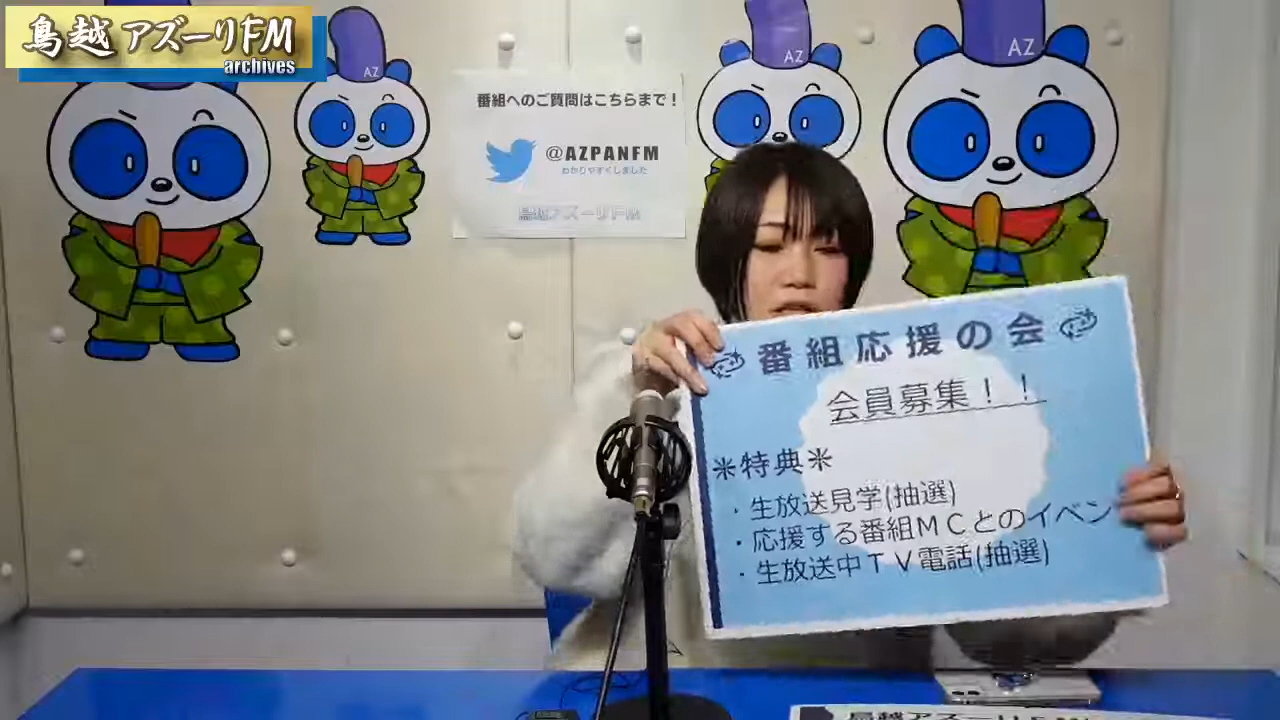 鳥越 アズーリFM
archives
AZ
AZ
AZ
番組へのご質問はこちらまで！
@AZPANFM
わかりやすくしました
鳥越アズーリFM
番組応援の会
会員募集！！
＊特典＊
・生放送見学(抽選)
・応援する番組ＭＣとのイベン
・生放送中ＴＶ電話(抽選)